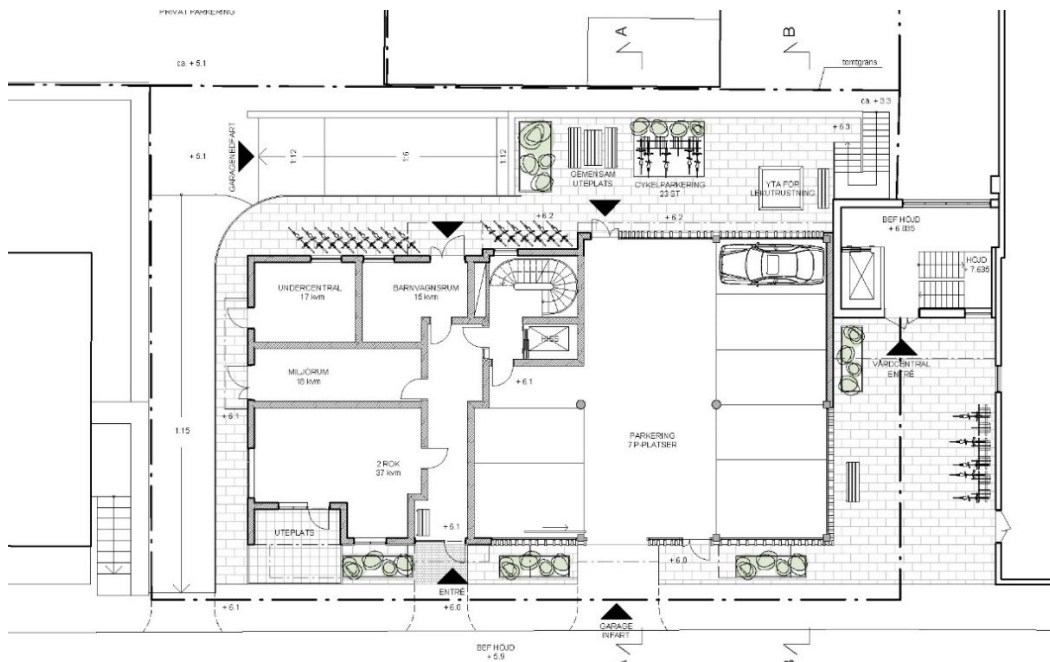 PRIVAT PARKERING
A
B
ca. + 5.1
tomtgräns
ca. + 3.3
+ 5.1
GARAGENEDFART
1:12
1:6
1:12
+ 6.3
GEMENSAM
UTEPLATS
CYKELPARKERING
23 ST
YTA FÖR
LEKUTRUSTNING
+ 6.2
+ 6.2
BEF HÖJD
+ 6.035
HÖJD
+ 7.635
UNDERCENTRAL
17 kvm
BARNVAGNSRUM
15 kvm
HISS
VÅRDCENTRAL
ENTRÉ
MILJÖRUM
18 kvm
+ 6.1
+ 6.1
1:15
PARKERING
7 P-PLATSER
2 ROK
37 kvm
UTEPLATS
+ 6.1
+ 6.0
ENTRÉ
+ 6.1
+ 6.0
GARAGE
INFART
BEF HÖJD
+ 5.9
A
B